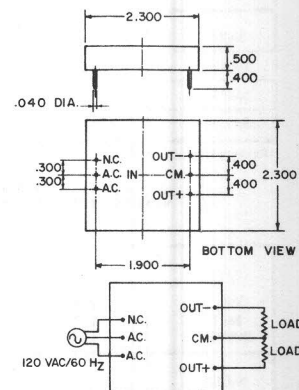 2.300
.500
.400
.040 DIA.
N.C. OUT-
.300 A.C. IN CM. .400
.300 A.C. OUT+ .400
2.300
BOTTOM VIEW
1.900
OUT-
N.C. LOAD
A.C. CM.
A.C. LOAD
120 VAC/60 Hz OUT+